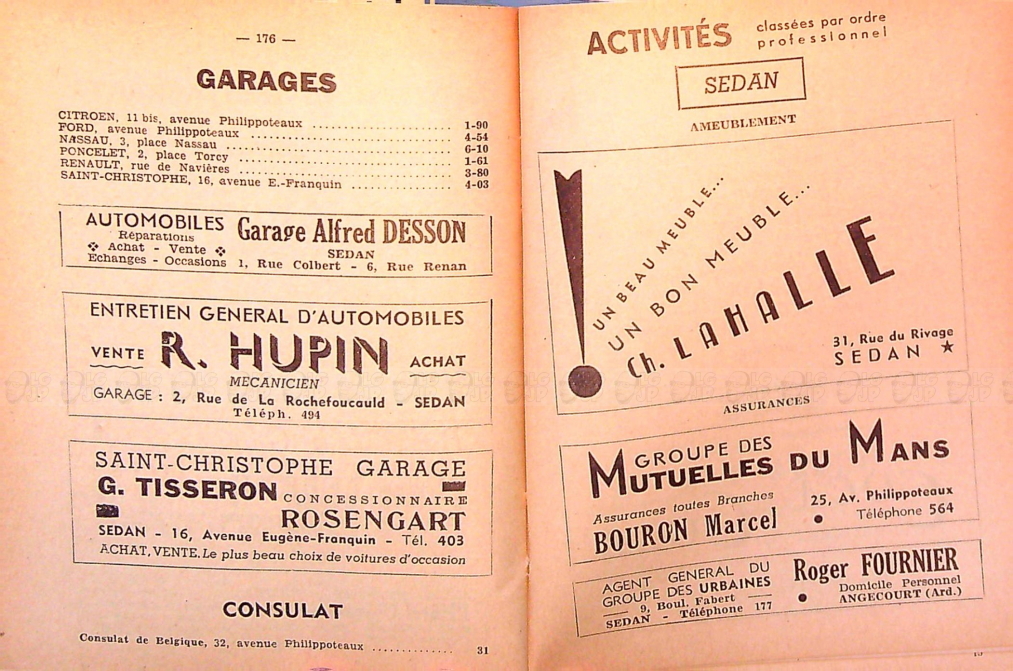 — 176 —
GARAGES
CITROEN, 11 bis, avenue Philippoteaux ........................ 1-90
FORD, avenue Philippoteaux ........................ 4-54
NASSAU, 3, place Nassau ........................ 6-10
PONCELET, 2, place Torcy ........................ 1-61
RENAULT, rue de Navières ........................ 3-80
SAINT-CHRISTOPHE, 16, avenue E.-Franquin ................ 4-03
AUTOMOBILES
Réparations
Achat - Vente
Echanges - Occasions
Garage Alfred DESSON
SEDAN
1, Rue Colbert - 6, Rue Renan
ENTRETIEN GENERAL D'AUTOMOBILES
VENTE R. HUPIN ACHAT
MECANICIEN
GARAGE : 2, Rue de La Rochefoucauld - SEDAN
Téléph. 494
SAINT-CHRISTOPHE GARAGE
G. TISSERON CONCESSIONNAIRE
ROSENGART
SEDAN - 16, Avenue Eugène-Franquin - Tél. 403
ACHAT, VENTE. Le plus beau choix de voitures d'occasion
CONSULAT
Consulat de Belgique, 32, avenue Philippoteaux .............. 31
ACTIVITÉS classées par ordre
professionnel
SEDAN
AMEUBLEMENT
UN BEAU MEUBLE...
UN BON MEUBLE...
Ch. LAHALLE
31, Rue du Rivage
SEDAN ★
ASSURANCES
GROUPE DES
MUTUELLES DU MANS
Assurances toutes Branches
BOURON Marcel
25, Av. Philippoteaux
● Téléphone 564
AGENT GENERAL DU
GROUPE DES URBAINES
— 9, Boul. Fabert —
SEDAN - Téléphone 177
Roger FOURNIER
Domicile Personnel
● ANGECOURT (Ard.)